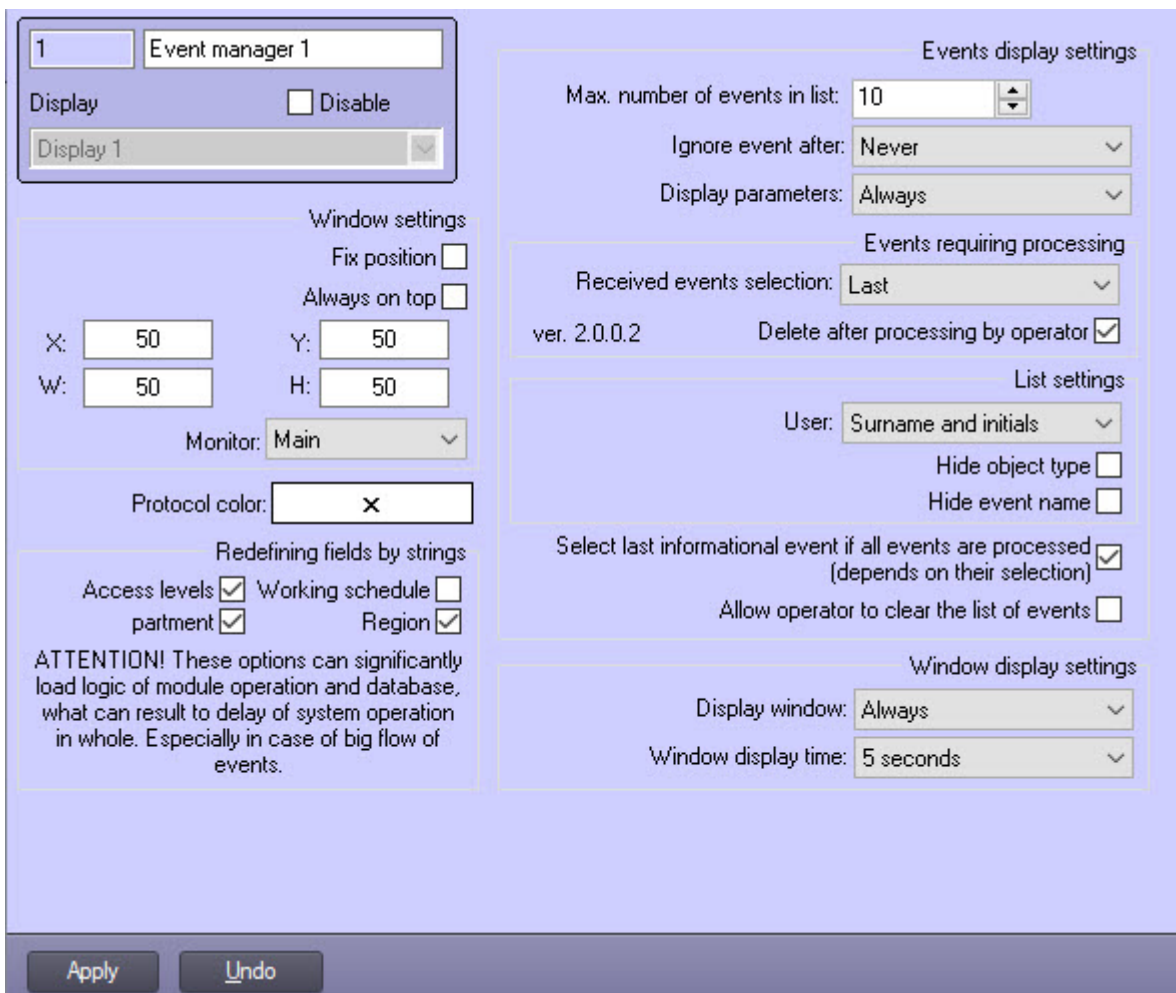 1
Event manager 1
Display
Disable
Display 1
Window settings
Fix position
Always on top
X: 50 Y: 50
W: 50 H: 50
Monitor: Main
Protocol color: x
Redefining fields by strings
Access levels Working schedule
partment Region
ATTENTION! These options can significantly
load logic of module operation and database,
what can result to delay of system operation
in whole. Especially in case of big flow of
events.
Events display settings
Max. number of events in list: 10
Ignore event after: Never
Display parameters: Always
Events requiring processing
Received events selection: Last
ver. 2.0.0.2 Delete after processing by operator
List settings
User: Surname and initials
Hide object type
Hide event name
Select last informational event if all events are processed
(depends on their selection)
Allow operator to clear the list of events
Window display settings
Display window: Always
Window display time: 5 seconds
Apply Undo